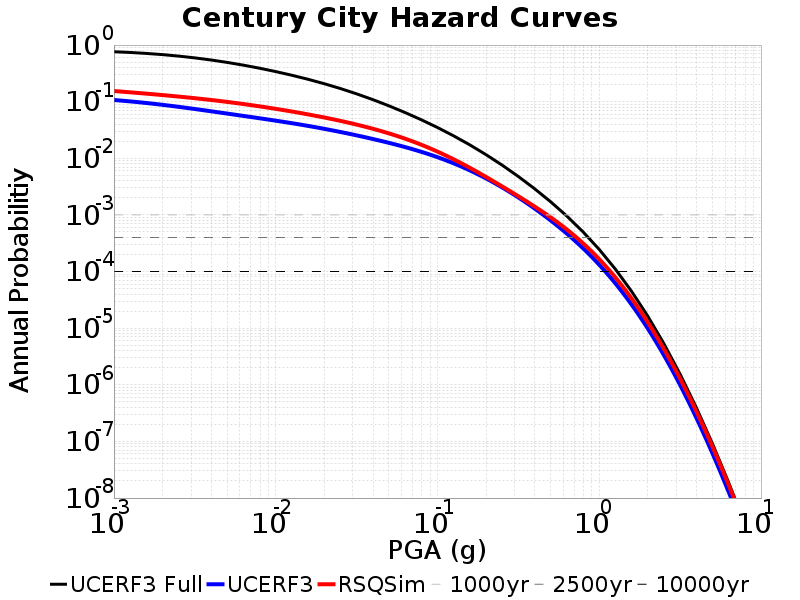 Century City Hazard Curves
Annual Probabilitiy
10^0
10^-1
10^-2
10^-3
10^-4
10^-5
10^-6
10^-7
10^-8
10^-3 10^-2 10^-1 10^0 10^1
PGA (g)
UCERF3 Full UCERF3 RSQSim 1000yr 2500yr 10000yr